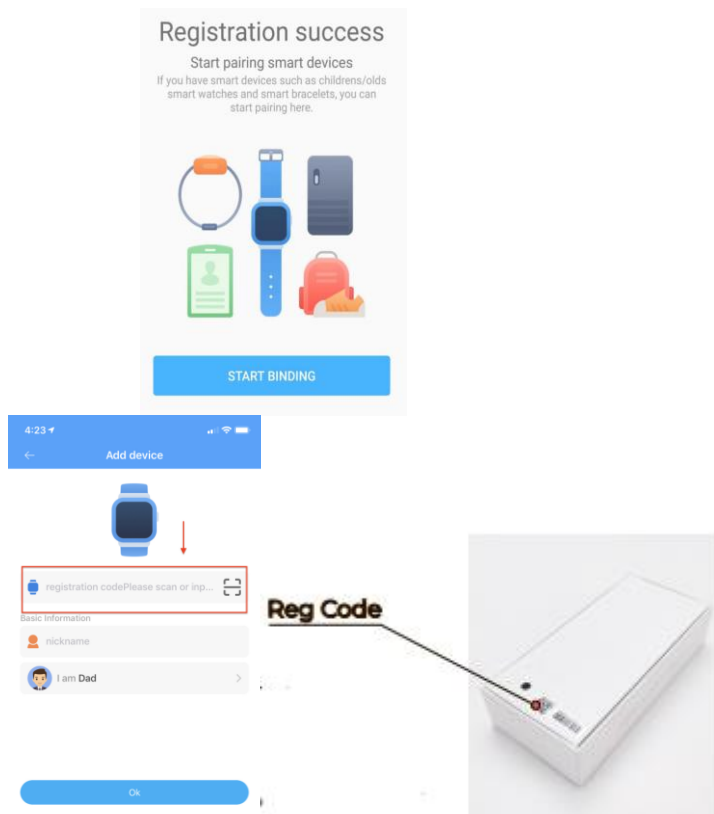 Registration success
Start pairing smart devices
If you have smart devices such as childrens/olds
smart watches and smart bracelets, you can
start pairing here.
START BINDING
4:23
Add device
registration codePlease scan or inp...
Basic Information
nickname
I am Dad
Ok
Reg Code